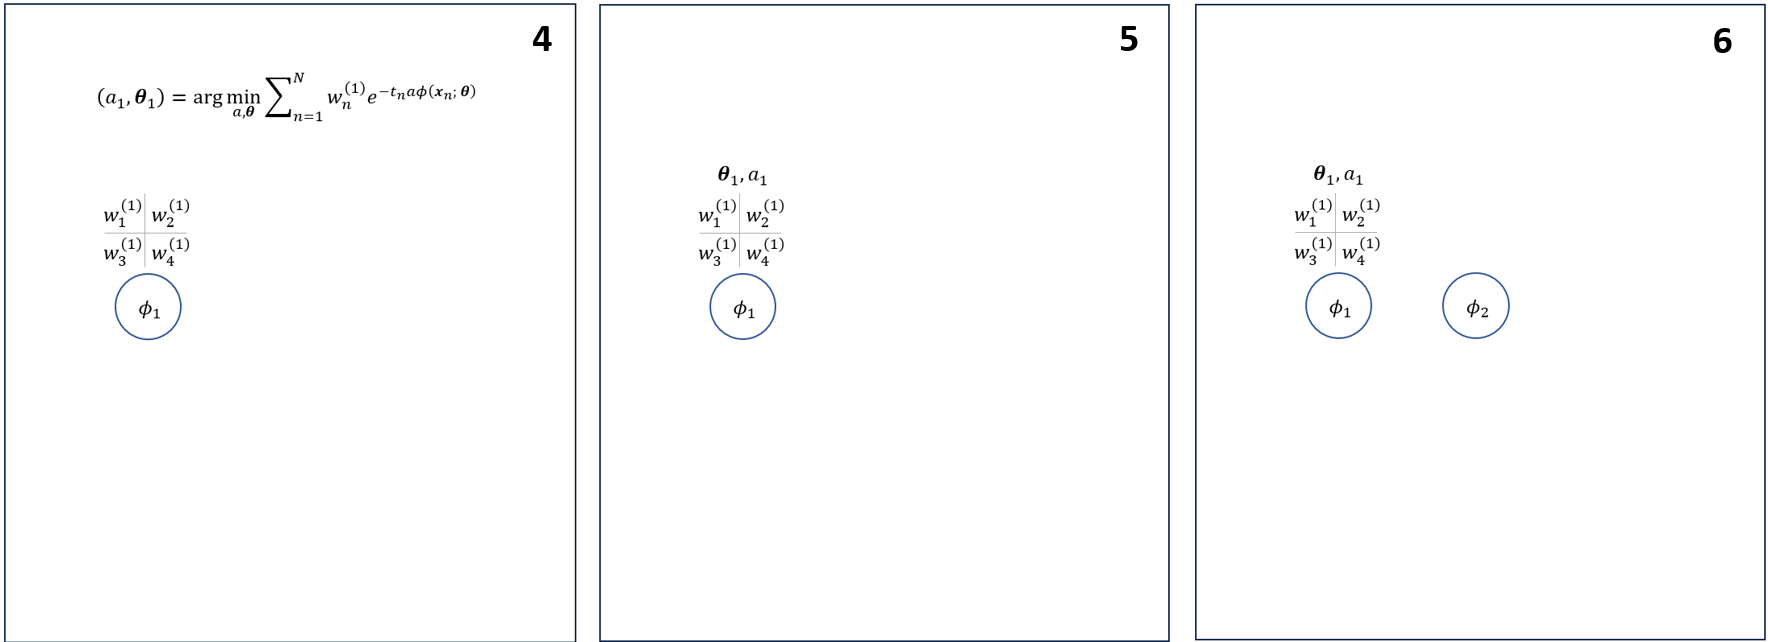 4
(a₁, θ₁) = arg min_{a,θ} ∑_{n=1}^{N} w_n^{(1)} e^{−t_n aϕ(x_n; θ)}
w₁^{(1)} w₂^{(1)}
w₃^{(1)} w₄^{(1)}
ϕ₁
5
θ₁, a₁
w₁^{(1)} w₂^{(1)}
w₃^{(1)} w₄^{(1)}
ϕ₁
6
θ₁, a₁
w₁^{(1)} w₂^{(1)}
w₃^{(1)} w₄^{(1)}
ϕ₁ ϕ₂